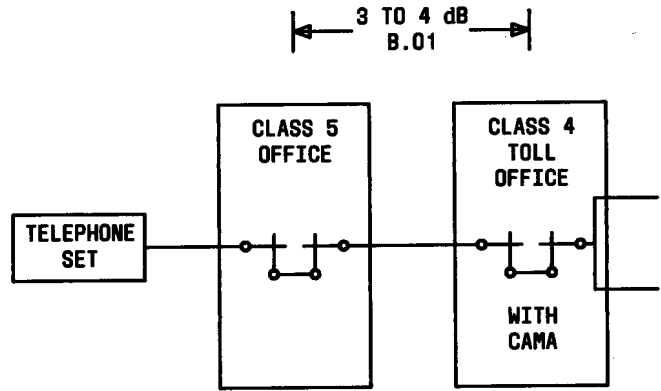 3 TO 4 dB
B.01
CLASS 5
OFFICE
CLASS 4
TOLL
OFFICE
TELEPHONE
SET
WITH
CAMA